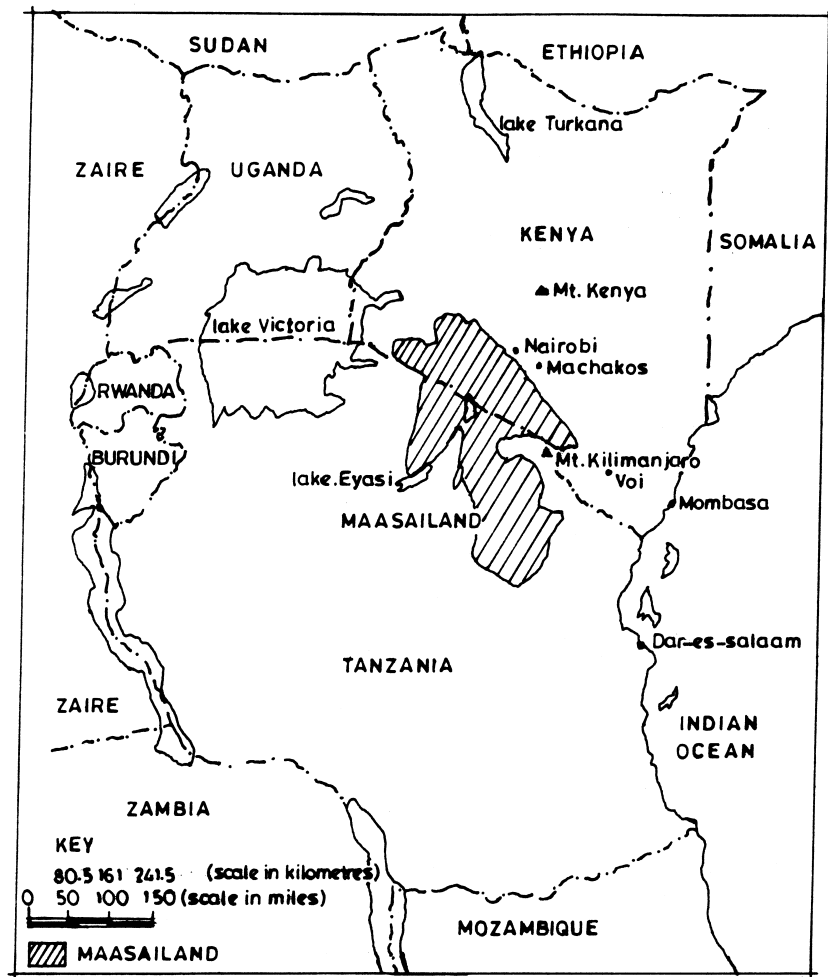 SUDAN
ETHIOPIA
lake Turkana
ZAIRE
UGANDA
KENYA
SOMALIA
Mt. Kenya
lake Victoria
Nairobi
Machakos
RWANDA
BURUNDI
Mt. Kilimanjaro
lake.Eyasi
Voi
Mombasa
MAASAILAND
Dar-es-salaam
TANZANIA
ZAIRE
INDIAN
OCEAN
ZAMBIA
KEY
80.5 161 241.5 (scale in kilometres)
0 50 100 150 (scale in miles)
MOZAMBIQUE
MAASAILAND